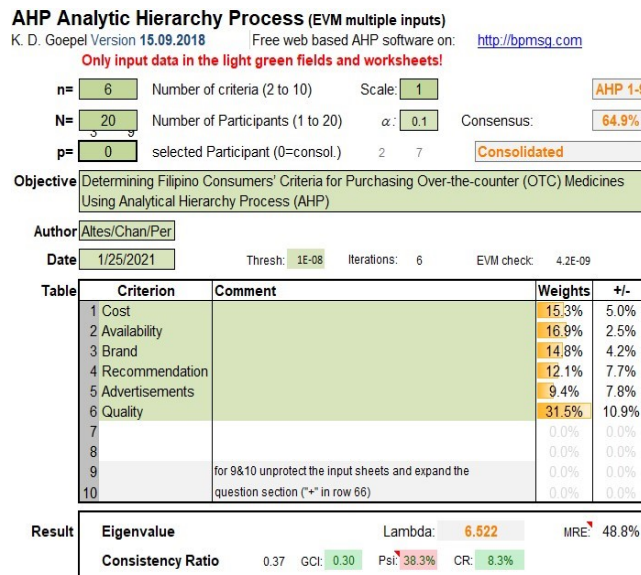 AHP Analytic Hierarchy Process (EVM multiple inputs)
K. D. Goepel Version 15.09.2018 Free web based AHP software on: http://bpmsg.com
Only input data in the light green fields and worksheets!
n= 6 Number of criteria (2 to 10) Scale: 1 AHP 1-9
N= 20 Number of Participants (1 to 20) α: 0.1 Consensus: 64.9%
3 9
p= 0 selected Participant (0=consol.) 2 7 Consolidated
Objective Determining Filipino Consumers' Criteria for Purchasing Over-the-counter (OTC) Medicines
Using Analytical Hierarchy Process (AHP)
Author Altes/Chan/Per
Date 1/25/2021 Thresh: 1E-08 Iterations: 6 EVM check: 4.2E-09
Table Criterion Comment Weights +/-
1 Cost 15.3% 5.0%
2 Availability 16.9% 2.5%
3 Brand 14.8% 4.2%
4 Recommendation 12.1% 7.7%
5 Advertisements 9.4% 7.8%
6 Quality 31.5% 10.9%
7 0.0% 0.0%
8 0.0% 0.0%
9 for 9&10 unprotect the input sheets and expand the 0.0% 0.0%
10 question section ("+" in row 66) 0.0% 0.0%
Result Eigenvalue Lambda: 6.522 MRE: 48.8%
Consistency Ratio 0.37 GCI: 0.30 Psi: 38.3% CR: 8.3%